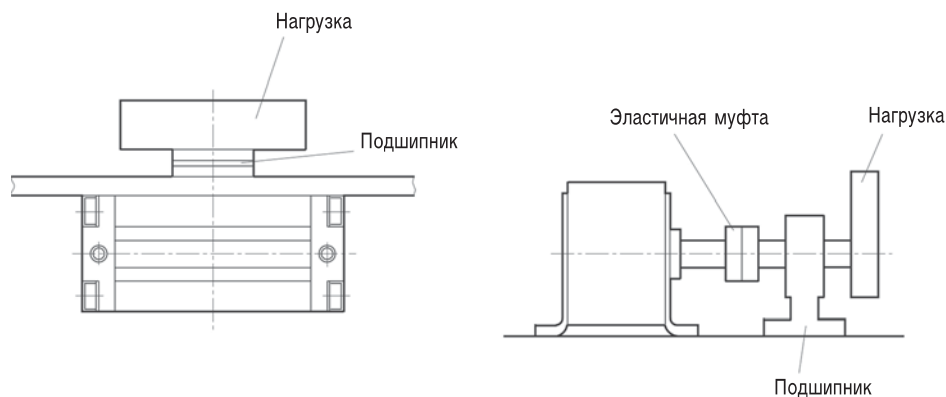 Нагрузка
Подшипник
Эластичная муфта
Нагрузка
Подшипник